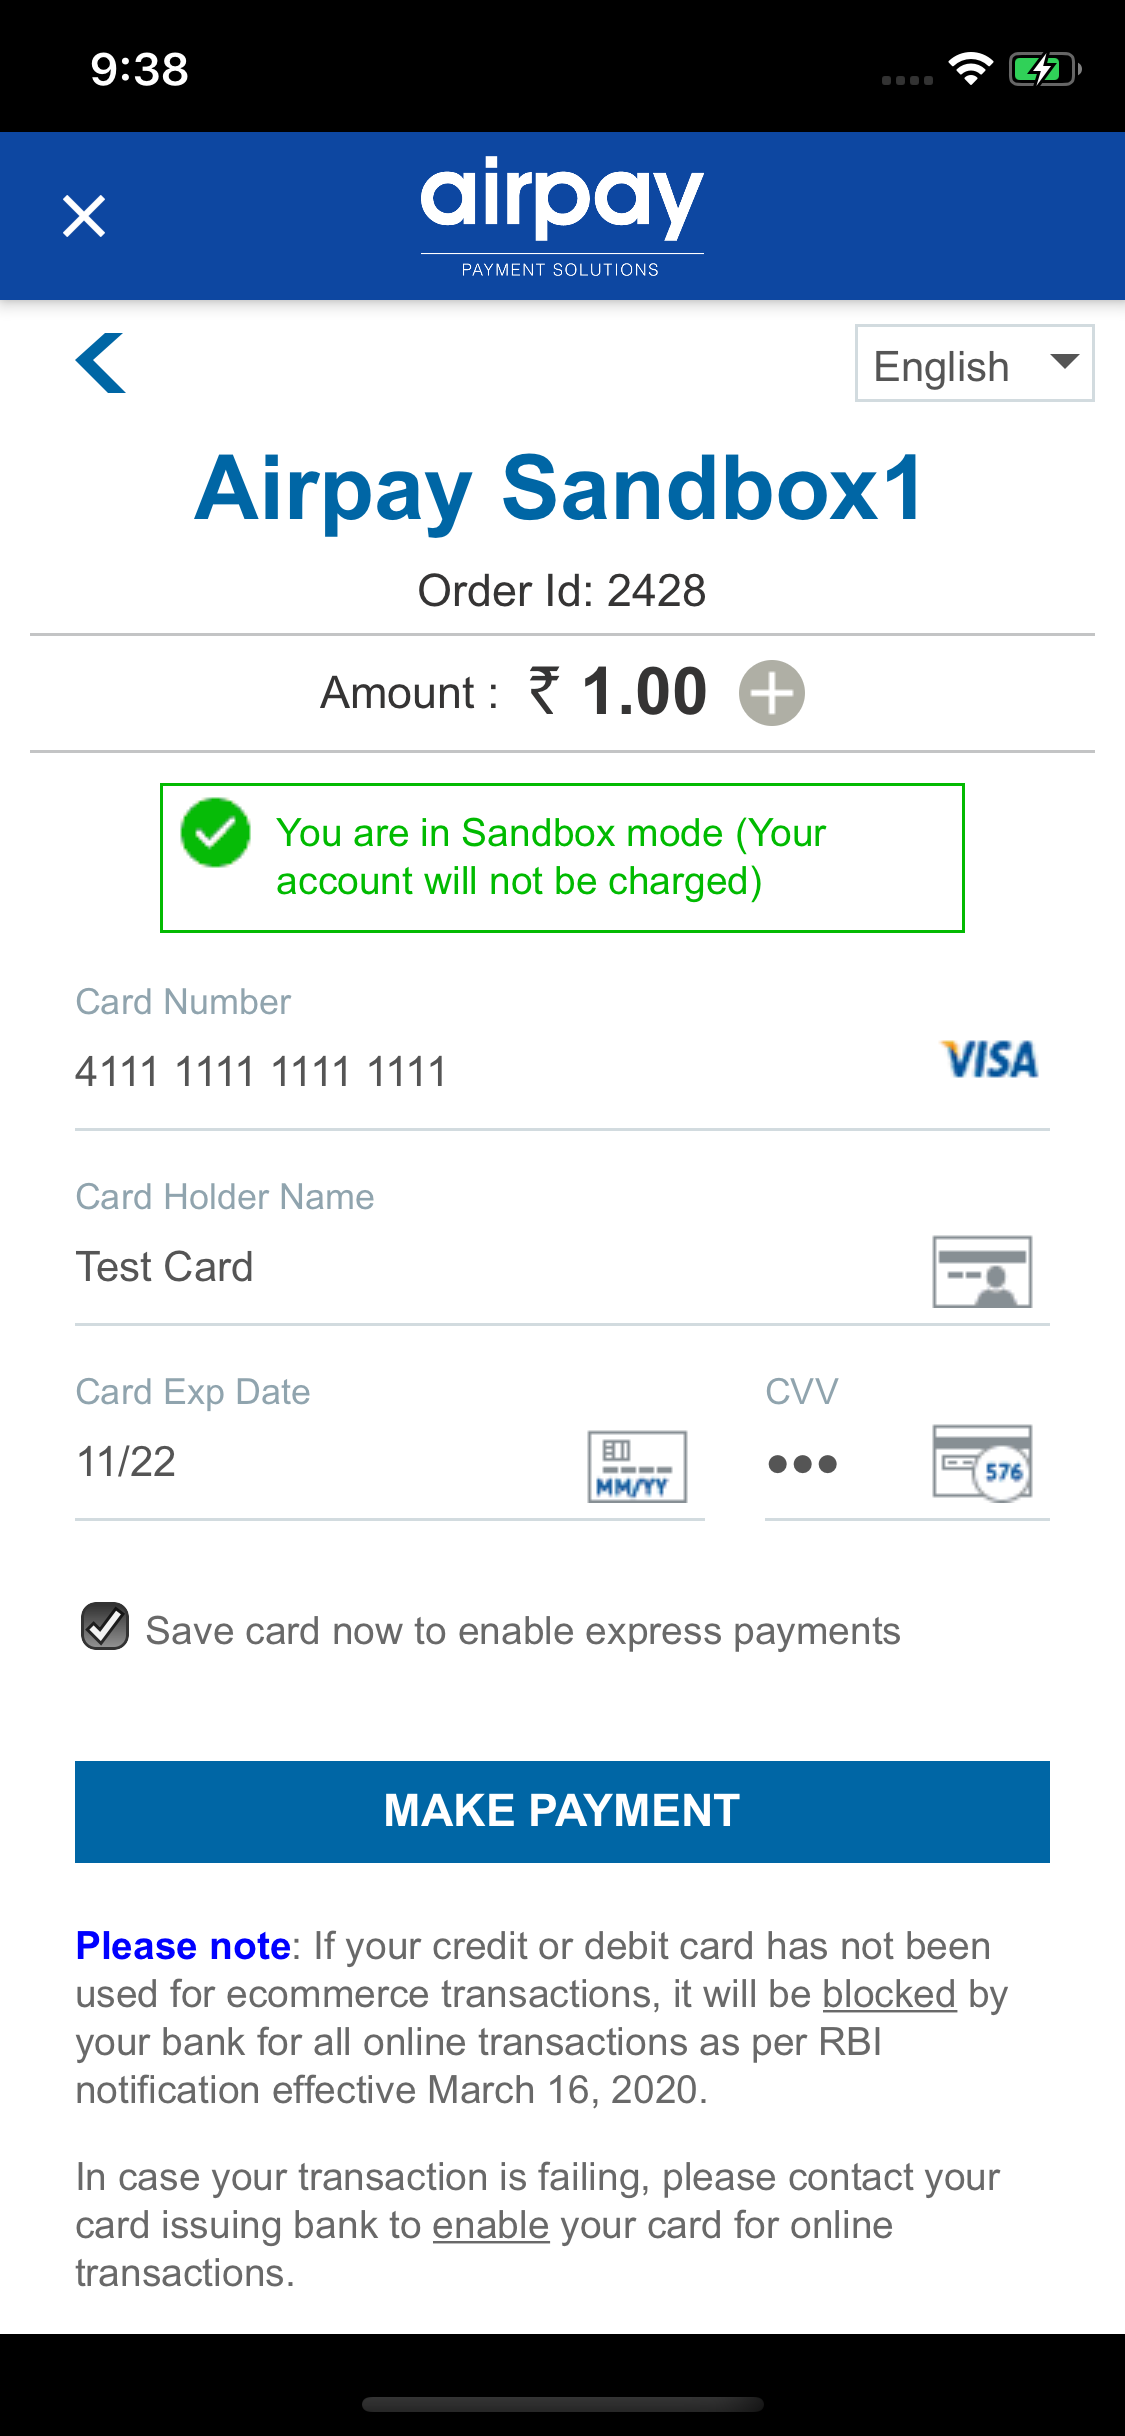 9:38
airpay
PAYMENT SOLUTIONS
English
Airpay Sandbox1
Order Id: 2428
Amount : ₹ 1.00
You are in Sandbox mode (Your
account will not be charged)
Card Number
4111 1111 1111 1111
VISA
Card Holder Name
Test Card
Card Exp Date
CVV
11/22
MM/YY
•••
576
Save card now to enable express payments
MAKE PAYMENT
Please note: If your credit or debit card has not been
used for ecommerce transactions, it will be blocked by
your bank for all online transactions as per RBI
notification effective March 16, 2020.
In case your transaction is failing, please contact your
card issuing bank to enable your card for online
transactions.